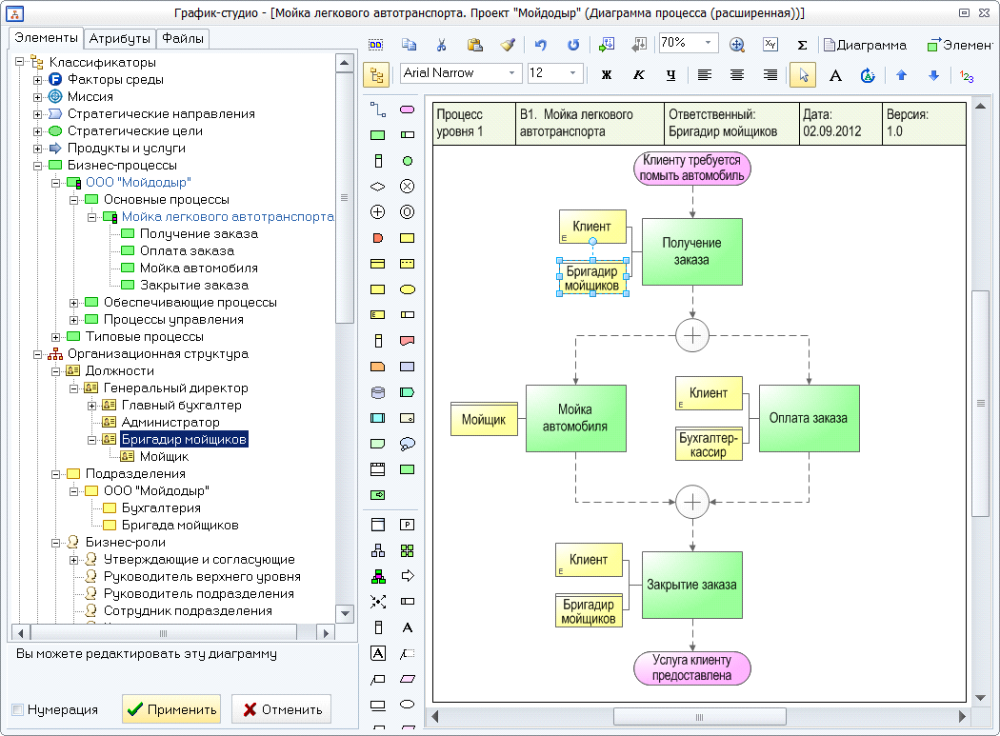 График-студио - [Мойка легкового автотранспорта. Проект "Мойдодыр" (Диаграмма процесса (расширенная))]
Элементы Атрибуты Файлы
70% Диаграмма Элемент
Arial Narrow 12 Ж К Ч
Классификаторы
Факторы среды
Миссия
Стратегические направления
Стратегические цели
Продукты и услуги
Бизнес-процессы
ООО "Мойдодыр"
Основные процессы
Мойка легкового автотранспорта
Получение заказа
Оплата заказа
Мойка автомобиля
Закрытие заказа
Обеспечивающие процессы
Процессы управления
Типовые процессы
Организационная структура
Должности
Генеральный директор
Главный бухгалтер
Администратор
Бригадир мойщиков
Мойщик
Подразделения
ООО "Мойдодыр"
Бухгалтерия
Бригада мойщиков
Бизнес-роли
Утверждающие и согласующие
Руководитель верхнего уровня
Руководитель подразделения
Сотрудник подразделения
Вы можете редактировать эту диаграмму
Нумерация Применить Отменить
Процесс
уровня 1
В1. Мойка легкового
автотранспорта
Ответственный:
Бригадир мойщиков
Дата:
02.09.2012
Версия:
1.0
Клиенту требуется
помыть автомобиль
Клиент
E
Бригадир
мойщиков
Получение
заказа
Мойщик
Мойка
автомобиля
Клиент
E
Бухгалтер-
кассир
Оплата заказа
Клиент
E
Бригадир
мойщиков
Закрытие заказа
Услуга клиенту
предоставлена